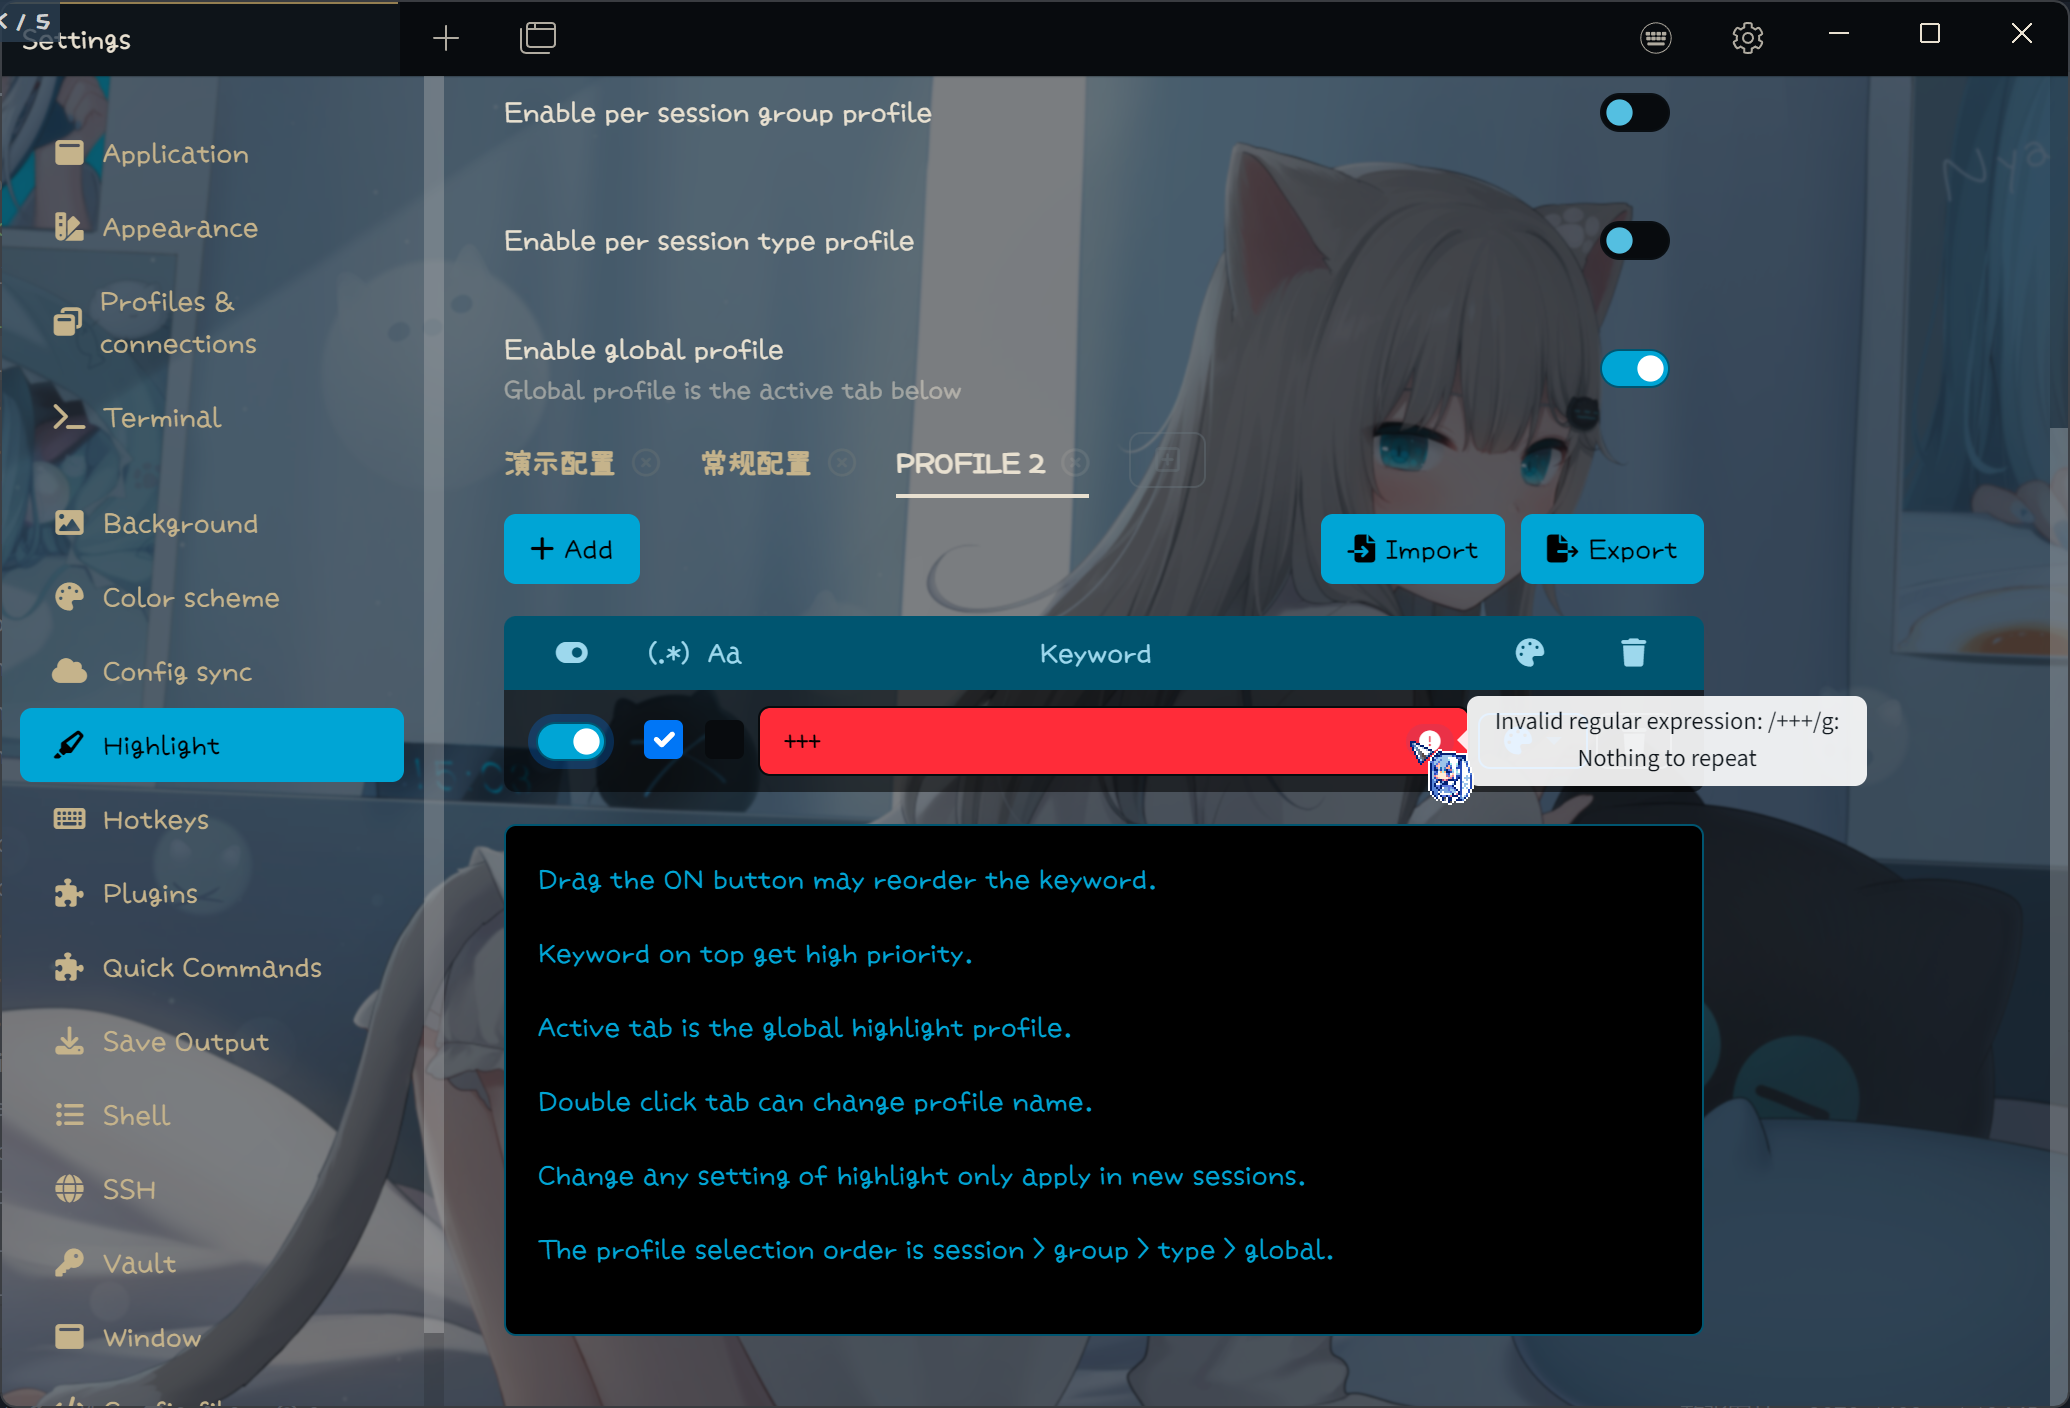 Settings
Application
Appearance
Profiles &
connections
Terminal
Background
Color scheme
Config sync
Highlight
Hotkeys
Plugins
Quick Commands
Save Output
Shell
SSH
Vault
Window
Enable per session group profile
Enable per session type profile
Enable global profile
Global profile is the active tab below
演示配置 常规配置 PROFILE 2
Add Import Export
(.*) Aa Keyword
+++
Invalid regular expression: /+++/g:
Nothing to repeat
Drag the ON button may reorder the keyword.
Keyword on top get high priority.
Active tab is the global highlight profile.
Double click tab can change profile name.
Change any setting of highlight only apply in new sessions.
The profile selection order is session > group > type > global.
Nya